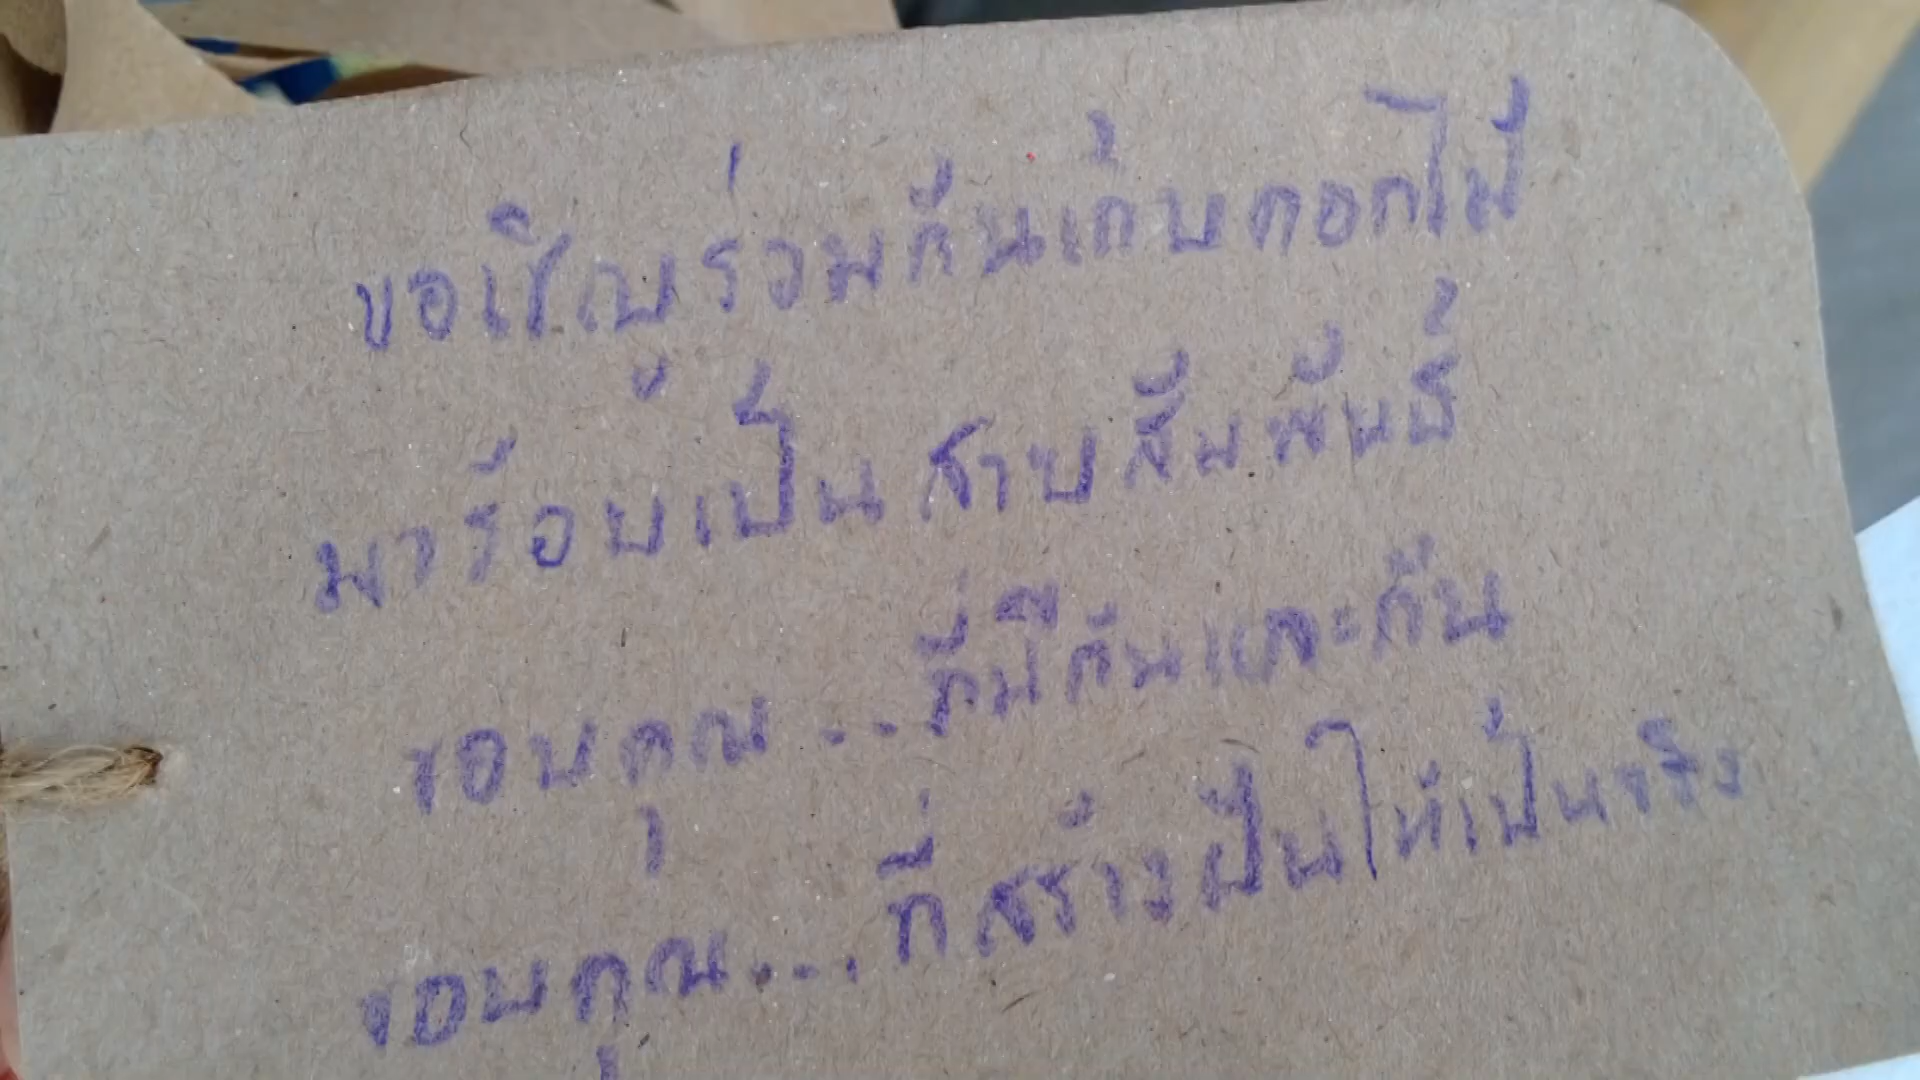 ขอเชิญร่วมกันเก็บดอกไม้
มาร้อยเป็นสายสัมพันธ์
ขอบคุณ...ที่มีกันและกัน
ขอบคุณ...ที่สร้างฝันให้เป็นจริง